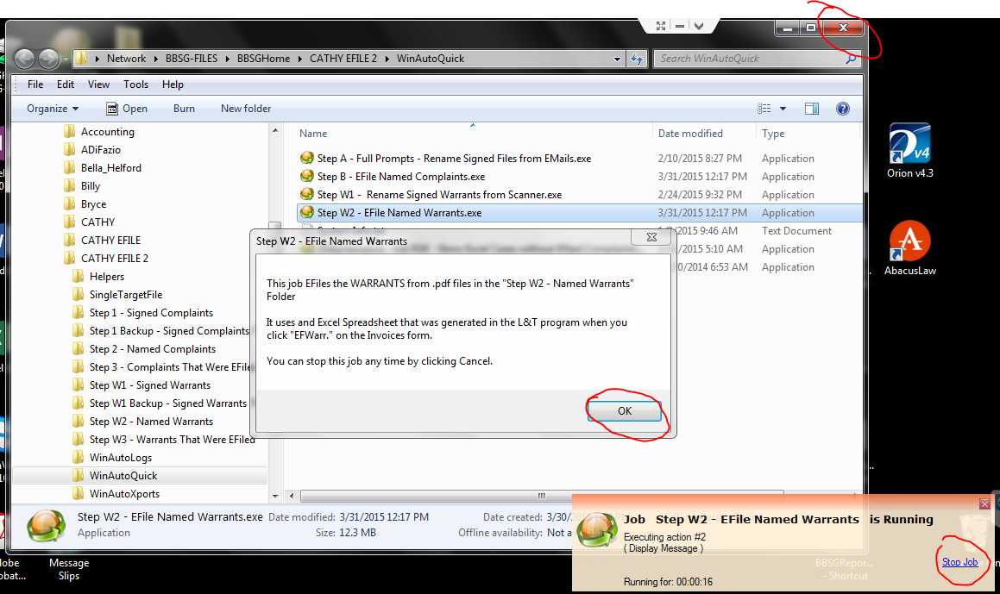 Network ▸ BBSG-FILES ▸ BBSGHome ▸ CATHY EFILE 2 ▸ WinAutoQuick
Search WinAutoQuick
File Edit View Tools Help
Organize Open Burn New folder
Accounting
ADiFazio
Bella_Helford
Billy
Bryce
CATHY
CATHY EFILE
CATHY EFILE 2
Helpers
SingleTargetFile
Step 1 - Signed Complaints
Step 1 Backup - Signed Complaints
Step 2 - Named Complaints
Step 3 - Complaints That Were EFile
Step W1 - Signed Warrants
Step W1 Backup - Signed Warrants
Step W2 - Named Warrants
Step W3 - Warrants That Were EFiled
WinAutoLogs
WinAutoQuick
WinAutoXports
Name Date modified Type
Step A - Full Prompts - Rename Signed Files from EMails.exe 2/10/2015 8:27 PM Application
Step B - EFile Named Complaints.exe 3/31/2015 12:17 PM Application
Step W1 -  Rename Signed Warrants from Scanner.exe 2/24/2015 9:32 PM Application
Step W2 - EFile Named Warrants.exe 3/31/2015 12:17 PM Application
2015 9:46 AM Text Document
/2015 5:10 AM Application
0/2014 6:53 AM Application
Step W2 - EFile Named Warrants
This job EFiles the WARRANTS from .pdf files in the "Step W2 - Named Warrants"
Folder
It uses and Excel Spreadsheet that was generated in the L&T program when you
click "EFWarr." on the Invoices form.
You can stop this job any time by clicking Cancel.
OK
Step W2 - EFile Named Warrants.exe Date modified: 3/31/2015 12:17 PM Date created: 3/30/
Application Size: 12.3 MB Offline availability: Not a
v4
Orion v4.3
AbacusLaw
Job Step W2 - EFile Named Warrants is Running
Executing action #2
( Display Message )
Stop Job
Running for: 00:00:16
BBSGRepor...
- Shortcut
lobe
obat...
Message
Slips